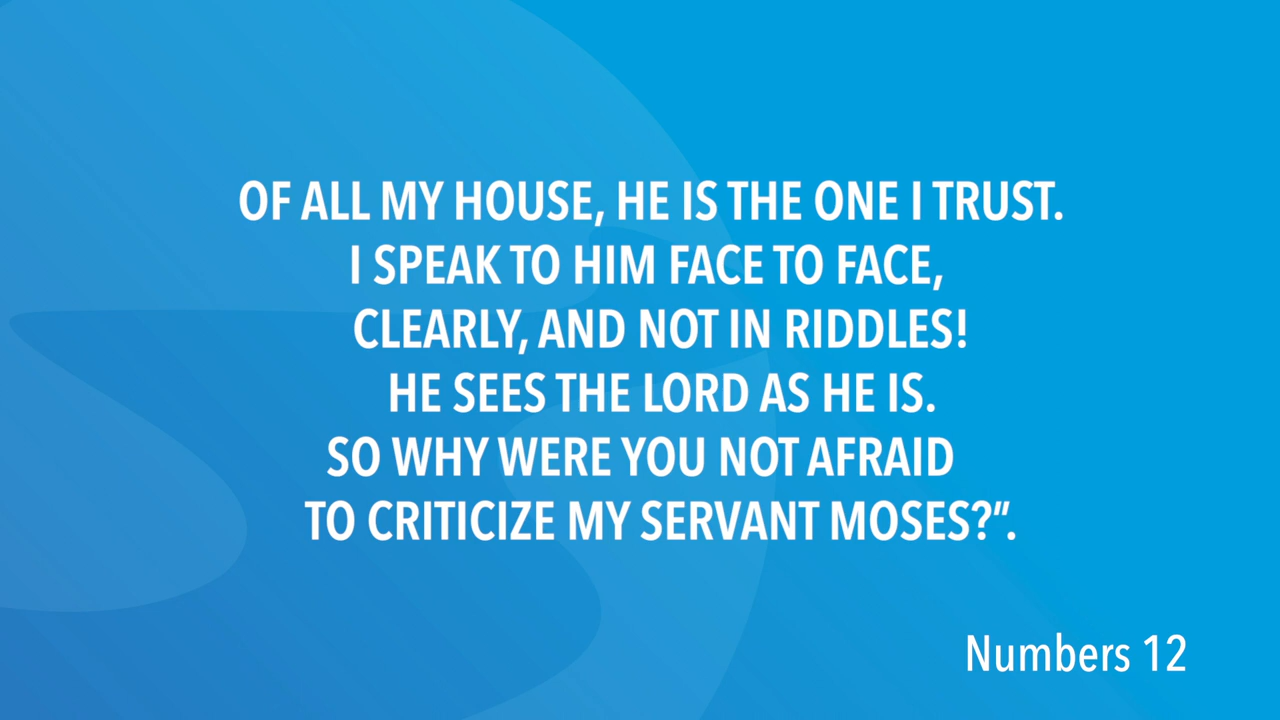 OF ALL MY HOUSE, HE IS THE ONE I TRUST.
I SPEAK TO HIM FACE TO FACE,
CLEARLY, AND NOT IN RIDDLES!
HE SEES THE LORD AS HE IS.
SO WHY WERE YOU NOT AFRAID
TO CRITICIZE MY SERVANT MOSES?”.
Numbers 12